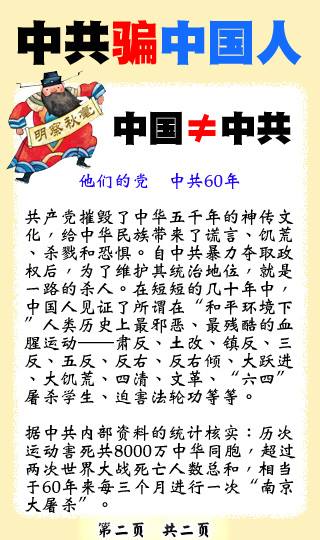 中共骗中国人
明察秋毫
中国≠中共
他们的党 中共60年
共产党摧毁了中华五千年的神传文
化，给中华民族带来了谎言、饥荒
、杀戮和恐惧。自中共暴力夺取政
权后，为了维护其统治地位，就是
一路的杀人。在短短的几十年中，
中国人见证了所谓在“和平环境下
”人类历史上最邪恶、最残酷的血
腥运动——肃反、土改、镇反、三
反、五反、反右、反右倾、大跃进
、大饥荒、四清、文革、“六四”
屠杀学生、迫害法轮功等等。
据中共内部资料的统计核实：历次
运动害死共8000万中华同胞，超过
两次世界大战死亡人数总和，相当
于60年来每三个月进行一次“南京
大屠杀”。
第二页 共二页